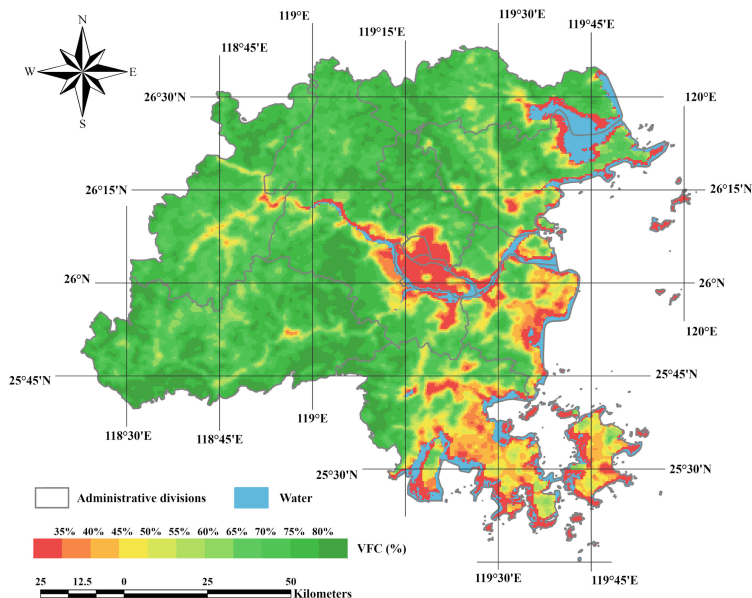 N
W E
S
119°E
118°45'E
119°15'E
119°30'E
119°45'E
26°30'N
120°E
26°30'N
26°15'N
26°15'N
26°N
26°N
120°E
25°45'N
25°45'N
118°30'E
118°45'E
119°E
25°30'N
25°30'N
119°30'E
119°45'E
Administrative divisions
Water
35% 40% 45% 50% 55% 60% 65% 70% 75% 80%
VFC (%)
25 12.5 0 25 50
Kilometers